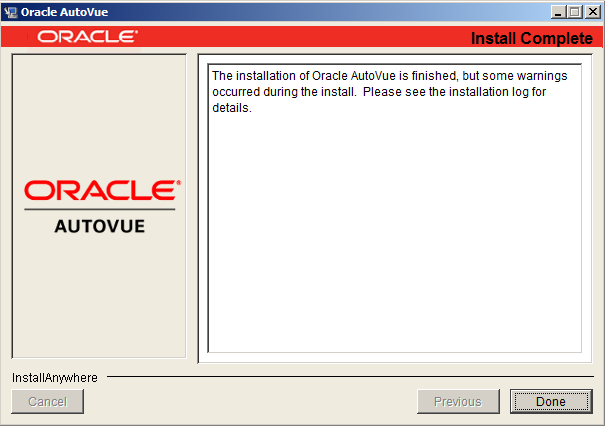 Oracle AutoVue
ORACLE
Install Complete
The installation of Oracle AutoVue is finished, but some warnings
occurred during the install.  Please see the installation log for
details.
ORACLE®
AUTOVUE
InstallAnywhere
Cancel
Previous
Done